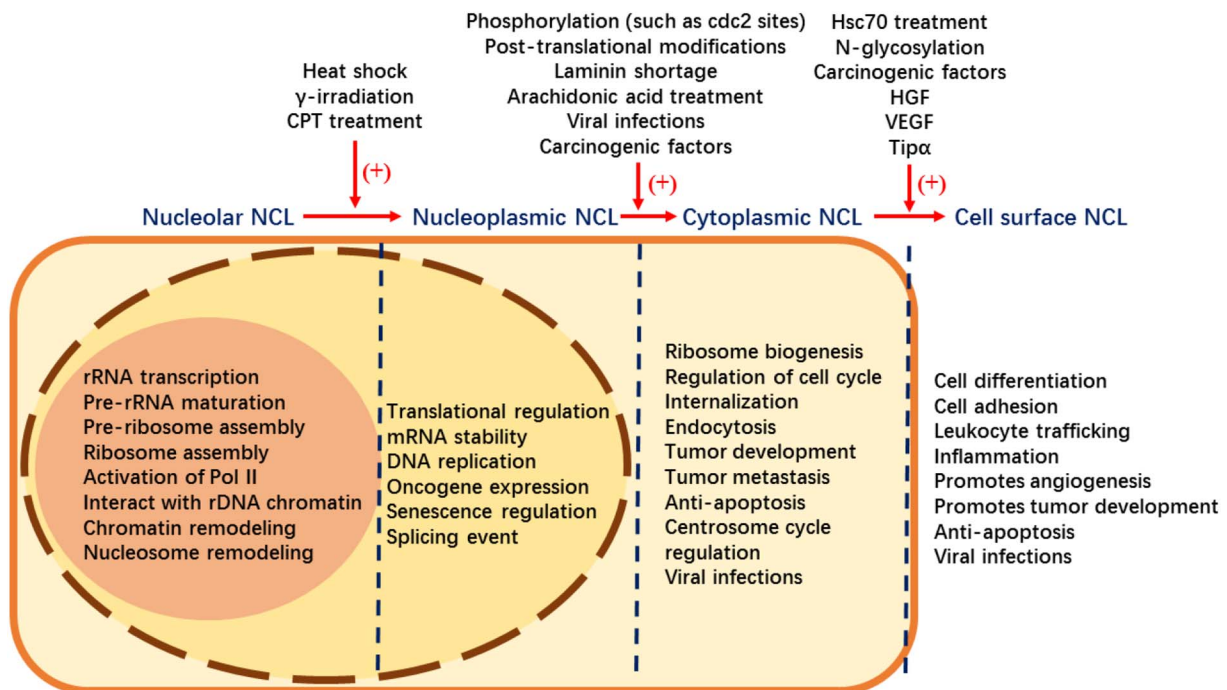 Heat shock
γ-irradiation
CPT treatment
(+)
Phosphorylation (such as cdc2 sites)
Post-translational modifications
Laminin shortage
Arachidonic acid treatment
Viral infections
Carcinogenic factors
(+)
Hsc70 treatment
N-glycosylation
Carcinogenic factors
HGF
VEGF
Tipα
(+)
Nucleolar NCL
Nucleoplasmic NCL
Cytoplasmic NCL
Cell surface NCL
rRNA transcription
Pre-rRNA maturation
Pre-ribosome assembly
Ribosome assembly
Activation of Pol II
Interact with rDNA chromatin
Chromatin remodeling
Nucleosome remodeling
Translational regulation
mRNA stability
DNA replication
Oncogene expression
Senescence regulation
Splicing event
Ribosome biogenesis
Regulation of cell cycle
Internalization
Endocytosis
Tumor development
Tumor metastasis
Anti-apoptosis
Centrosome cycle
regulation
Viral infections
Cell differentiation
Cell adhesion
Leukocyte trafficking
Inflammation
Promotes angiogenesis
Promotes tumor development
Anti-apoptosis
Viral infections